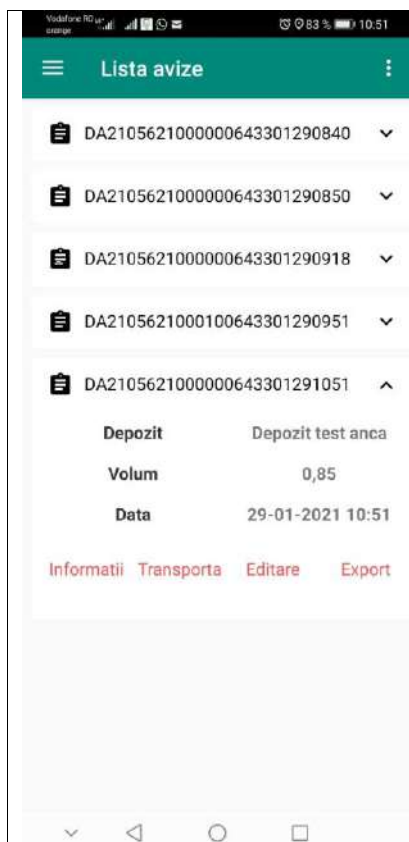 Vodafone RO
orange
83 % 10:51
Lista avize
DA2105621000000643301290840
DA2105621000000643301290850
DA2105621000000643301290918
DA2105621000100643301290951
DA2105621000000643301291051
Depozit Depozit test anca
Volum 0,85
Data 29-01-2021 10:51
Informatii Transporta Editare Export